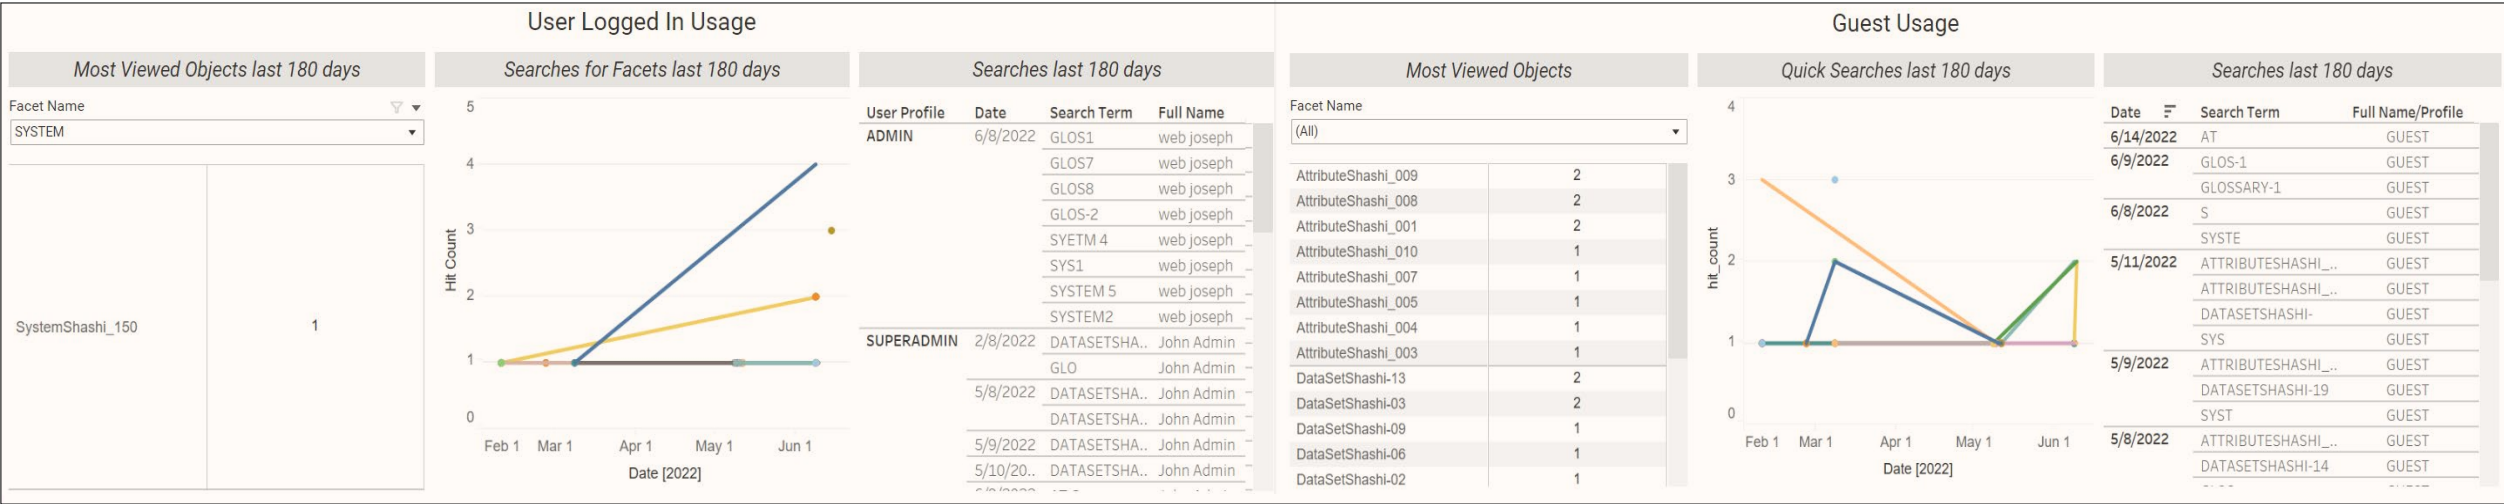 User Logged In Usage
Most Viewed Objects last 180 days
Facet Name
SYSTEM
SystemShashi_150 1
Searches for Facets last 180 days
5
4
3
2
1
0
Hit Count
Feb 1 Mar 1 Apr 1 May 1 Jun 1
Date [2022]
Searches last 180 days
User Profile Date Search Term Full Name
ADMIN 6/8/2022 GLOS1 web joseph
GLOS7 web joseph
GLOS8 web joseph
GLOS-2 web joseph
SYETM 4 web joseph
SYS1 web joseph
SYSTEM 5 web joseph
SYSTEM2 web joseph
SUPERADMIN 2/8/2022 DATASETSHA.. John Admin
GLO John Admin
5/8/2022 DATASETSHA.. John Admin
DATASETSHA.. John Admin
5/9/2022 DATASETSHA.. John Admin
5/10/20.. DATASETSHA.. John Admin
Guest Usage
Most Viewed Objects
Facet Name
(All)
AttributeShashi_009 2
AttributeShashi_008 2
AttributeShashi_001 2
AttributeShashi_010 1
AttributeShashi_007 1
AttributeShashi_005 1
AttributeShashi_004 1
AttributeShashi_003 1
DataSetShashi-13 2
DataSetShashi-03 2
DataSetShashi-09 1
DataSetShashi-06 1
DataSetShashi-02 1
Quick Searches last 180 days
4
3
2
1
0
hit_count
Feb 1 Mar 1 Apr 1 May 1 Jun 1
Date [2022]
Searches last 180 days
Date Search Term Full Name/Profile
6/14/2022 AT GUEST
6/9/2022 GLOS-1 GUEST
GLOSSARY-1 GUEST
6/8/2022 S GUEST
SYSTE GUEST
5/11/2022 ATTRIBUTESHASHI_.. GUEST
ATTRIBUTESHASHI_.. GUEST
DATASETSHASHI- GUEST
SYS GUEST
5/9/2022 ATTRIBUTESHASHI_.. GUEST
DATASETSHASHI-19 GUEST
SYST GUEST
5/8/2022 ATTRIBUTESHASHI_.. GUEST
DATASETSHASHI-14 GUEST